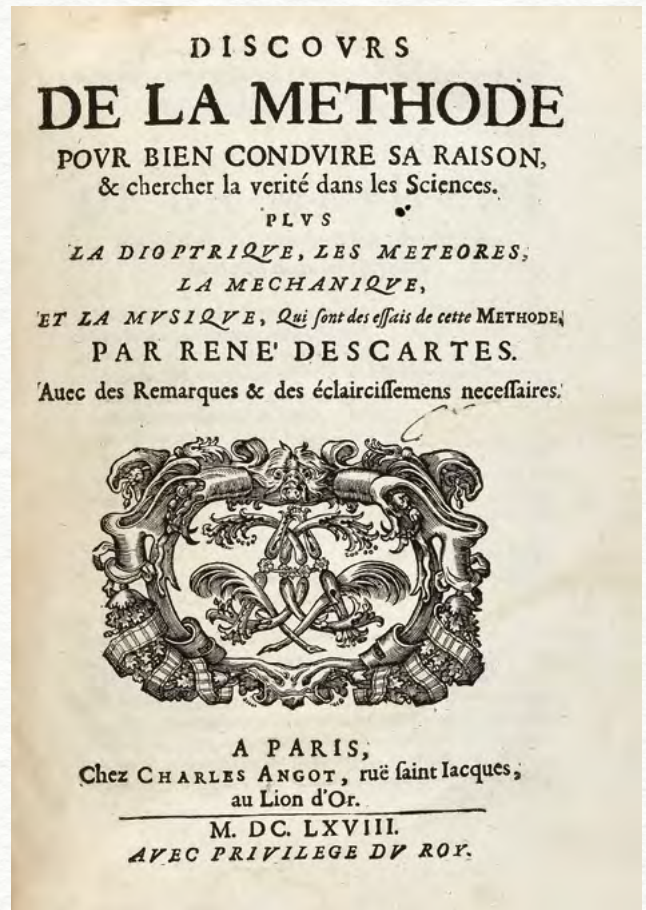 DISCOVRS
DE LA METHODE
POVR BIEN CONDVIRE SA RAISON,
& chercher la verité dans les Sciences.
PLVS
LA DIOPTRIQVE, LES METEORES,
LA MECHANIQVE,
ET LA MVSIQVE, Qui ſont des eſſais de cette METHODE,
PAR RENE' DESCARTES.
Auec des Remarques & des éclairciſſemens neceſſaires.
A PARIS,
Chez CHARLES ANGOT, ruë ſaint Iacques,
au Lion d'Or.
M. DC. LXVIII.
AVEC PRIVILEGE DV ROY.